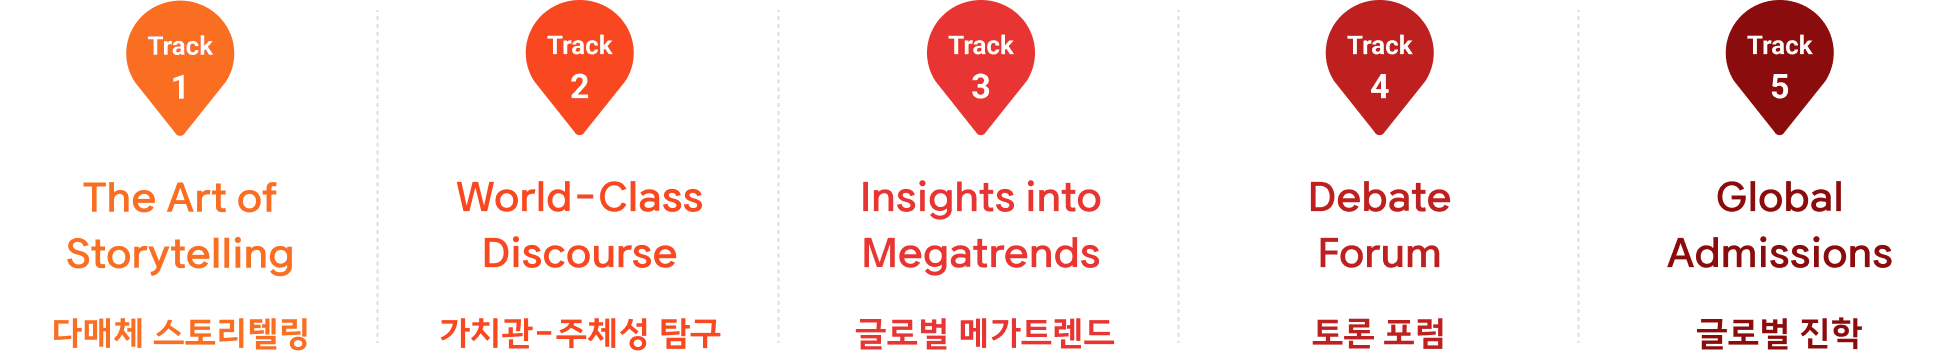 Track
1
The Art of
Storytelling
다매체 스토리텔링
Track
2
World-Class
Discourse
가치관-주체성 탐구
Track
3
Insights into
Megatrends
글로벌 메가트렌드
Track
4
Debate
Forum
토론 포럼
Track
5
Global
Admissions
글로벌 진학